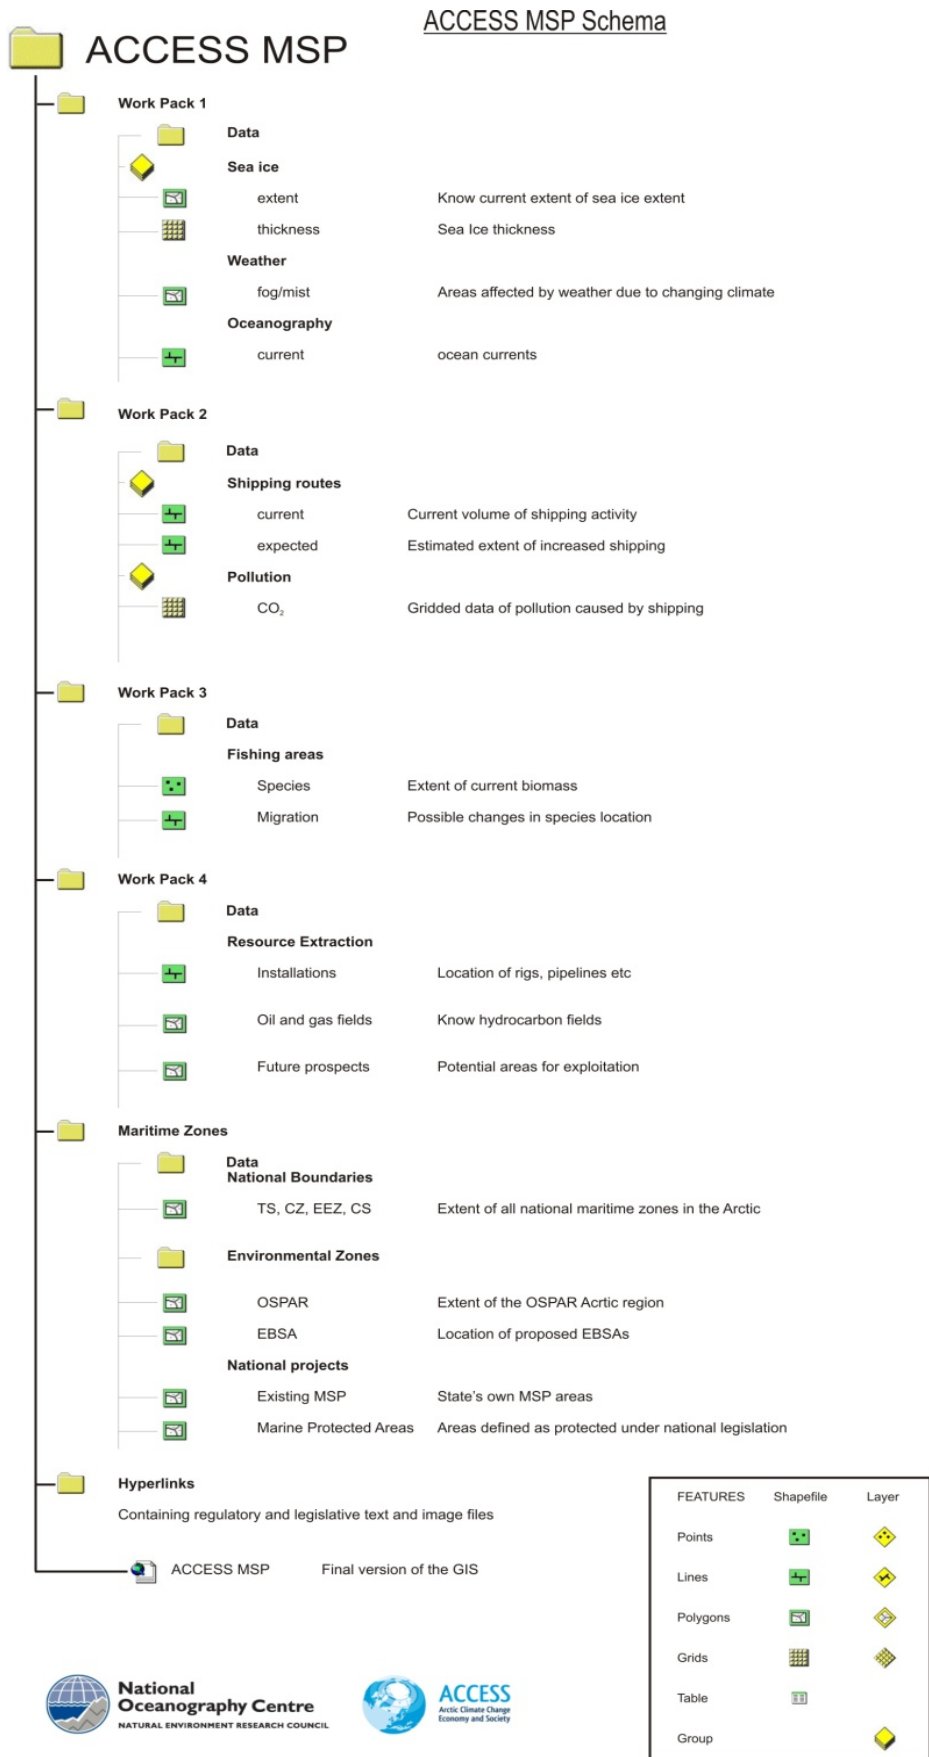 ACCESS MSP Schema
ACCESS MSP
Work Pack 1
Data
Sea ice
extent Know current extent of sea ice extent
thickness Sea Ice thickness
Weather
fog/mist Areas affected by weather due to changing climate
Oceanography
current ocean currents
Work Pack 2
Data
Shipping routes
current Current volume of shipping activity
expected Estimated extent of increased shipping
Pollution
CO₂ Gridded data of pollution caused by shipping
Work Pack 3
Data
Fishing areas
Species Extent of current biomass
Migration Possible changes in species location
Work Pack 4
Data
Resource Extraction
Installations Location of rigs, pipelines etc
Oil and gas fields Know hydrocarbon fields
Future prospects Potential areas for exploitation
Maritime Zones
Data
National Boundaries
TS, CZ, EEZ, CS Extent of all national maritime zones in the Arctic
Environmental Zones
OSPAR Extent of the OSPAR Acrtic region
EBSA Location of proposed EBSAs
National projects
Existing MSP State's own MSP areas
Marine Protected Areas Areas defined as protected under national legislation
Hyperlinks
Containing regulatory and legislative text and image files
ACCESS MSP Final version of the GIS
FEATURES Shapefile Layer
Points
Lines
Polygons
Grids
Table
Group
National
Oceanography Centre
NATURAL ENVIRONMENT RESEARCH COUNCIL
ACCESS
Arctic Climate Change
Economy and Society